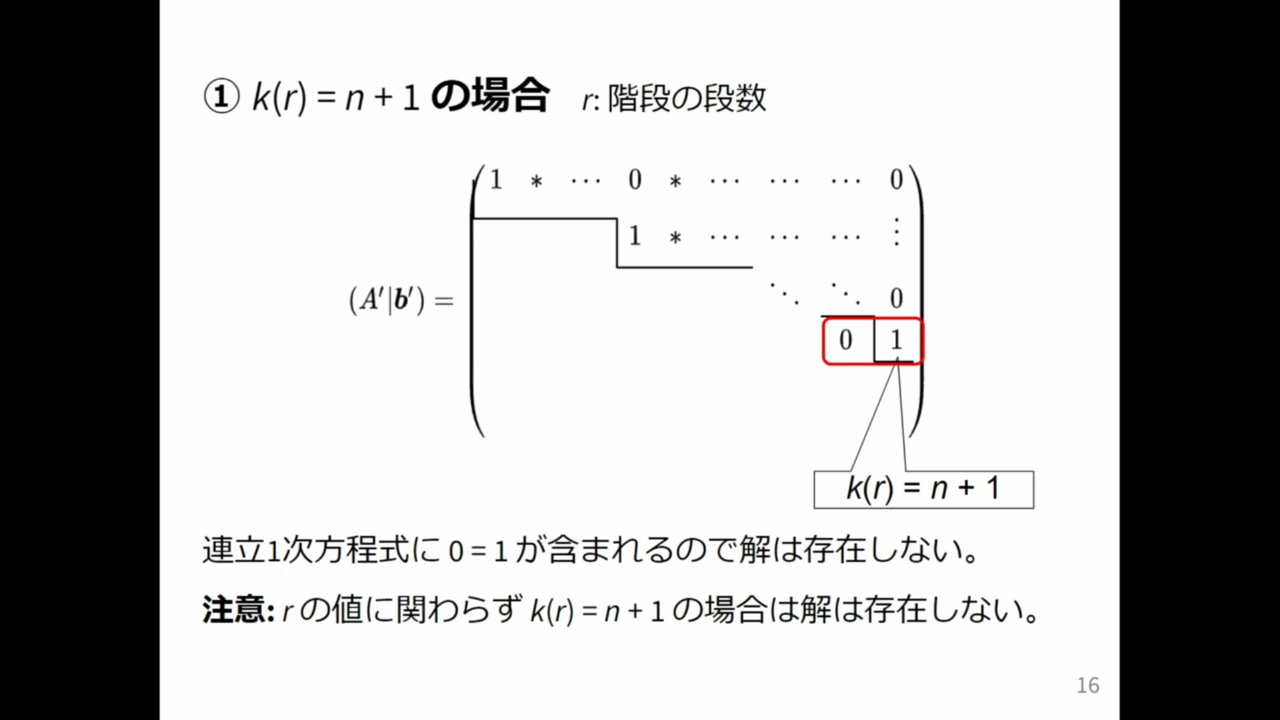 ① k(r) = n + 1 の場合 r: 階段の段数
1 * ⋯ 0 * ⋯ ⋯ ⋯ 0
1 * ⋯ ⋯ ⋯ ⋮
(A′|b′) = ⋱ ⋱ 0
0 1
k(r) = n + 1
連立1次方程式に 0 = 1 が含まれるので解は存在しない。
注意: r の値に関わらず k(r) = n + 1 の場合は解は存在しない。
16